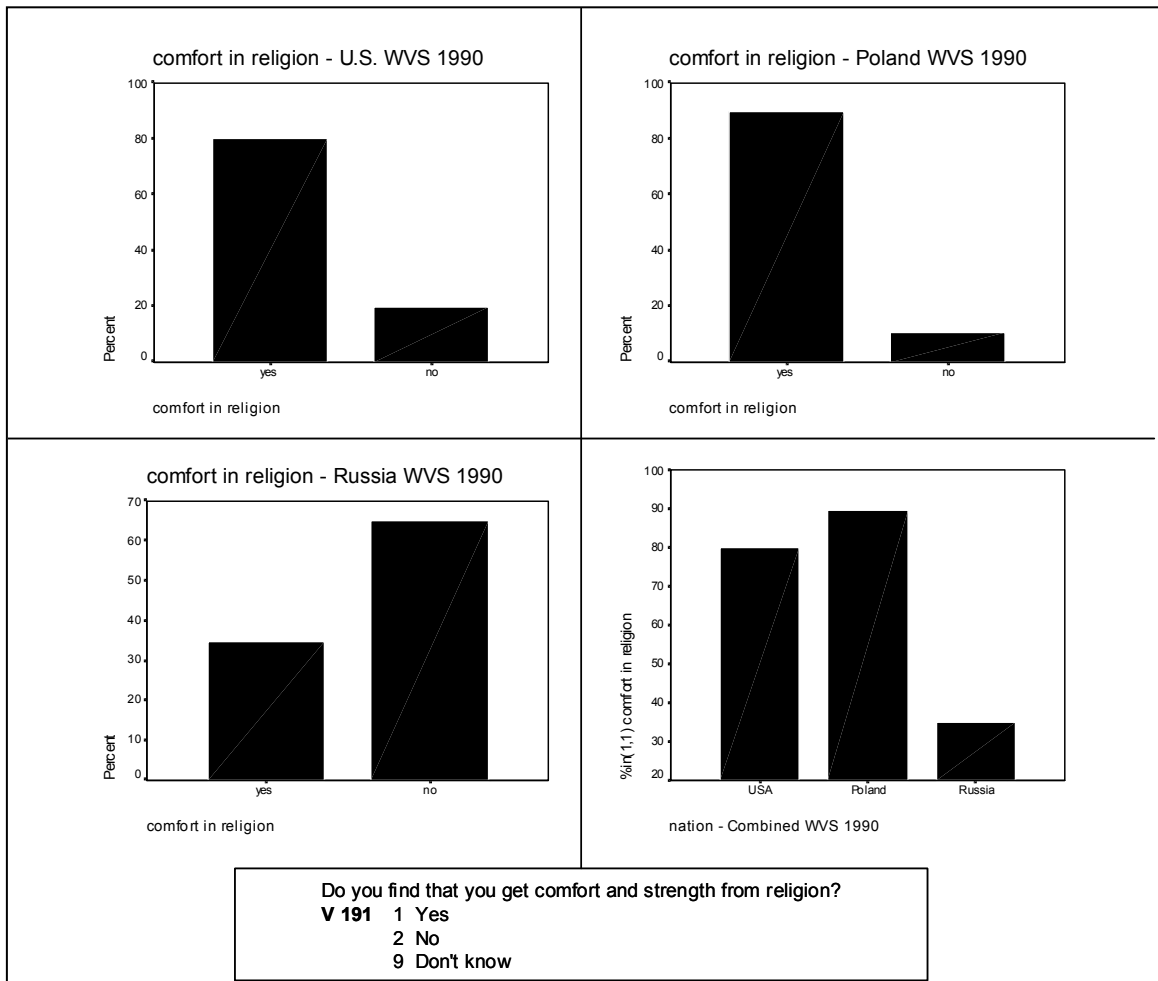 comfort in religion - U.S. WVS 1990
100
80
60
40
20
0
Percent
yes no
comfort in religion
comfort in religion - Poland WVS 1990
100
80
60
40
20
0
Percent
yes no
comfort in religion
comfort in religion - Russia WVS 1990
70
60
50
40
30
20
10
0
Percent
yes no
comfort in religion
100
90
80
70
60
50
40
30
20
%in(1,1) comfort in religion
USA Poland Russia
nation - Combined WVS 1990
Do you find that you get comfort and strength from religion?
V 191 1 Yes
2 No
9 Don't know